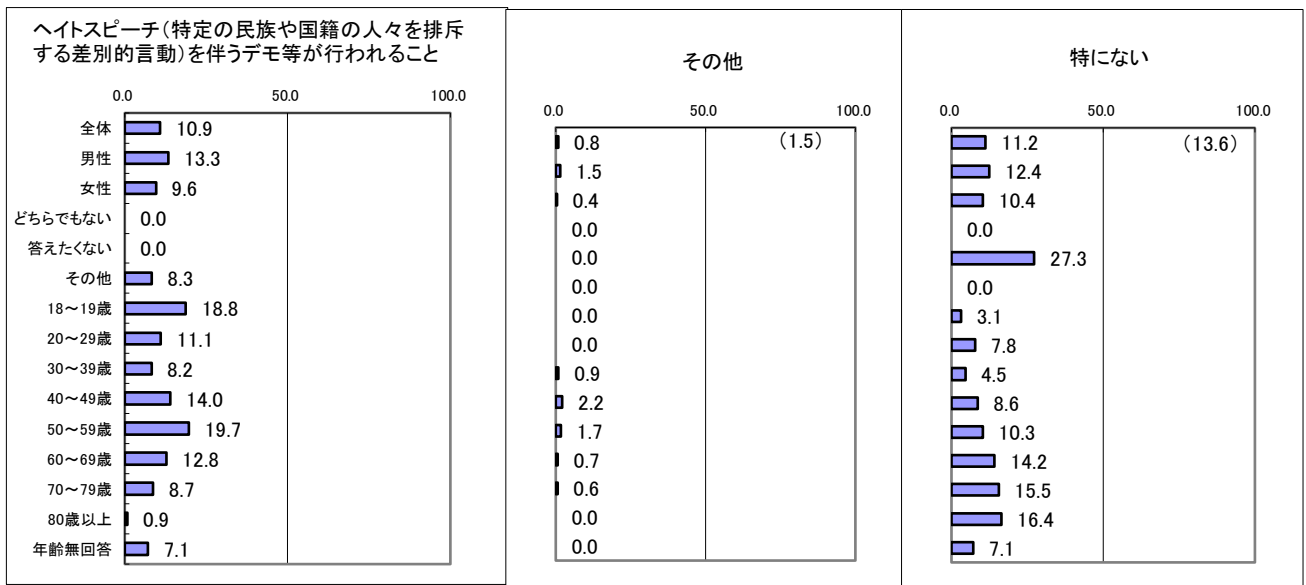 ヘイトスピーチ(特定の民族や国籍の人々を排斥
する差別的言動)を伴うデモ等が行われること
0.0 50.0 100.0
全体 10.9
男性 13.3
女性 9.6
どちらでもない 0.0
答えたくない 0.0
その他 8.3
18~19歳 18.8
20~29歳 11.1
30~39歳 8.2
40~49歳 14.0
50~59歳 19.7
60~69歳 12.8
70~79歳 8.7
80歳以上 0.9
年齢無回答 7.1
その他
0.0 50.0 100.0
0.8 (1.5)
1.5
0.4
0.0
0.0
0.0
0.0
0.0
0.9
2.2
1.7
0.7
0.6
0.0
0.0
特にない
0.0 50.0 100.0
11.2 (13.6)
12.4
10.4
0.0
27.3
0.0
3.1
7.8
4.5
8.6
10.3
14.2
15.5
16.4
7.1